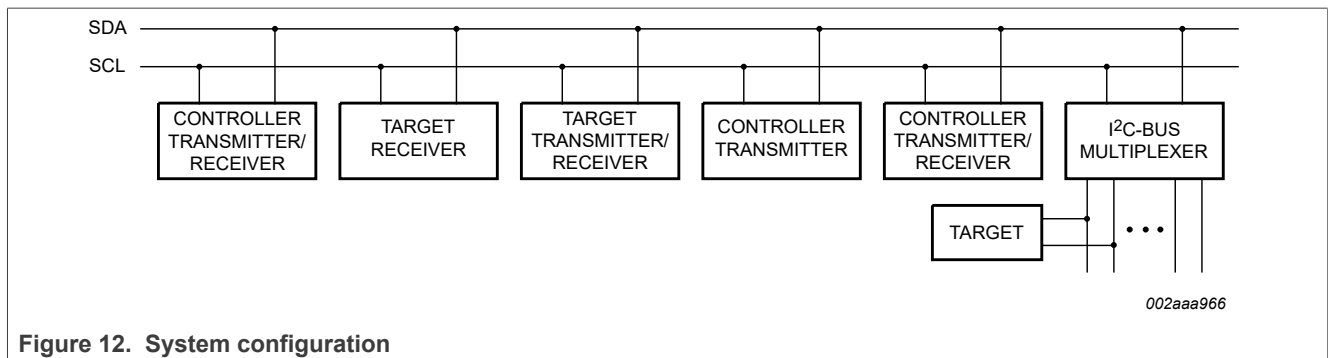 SDA
SCL
CONTROLLER
TRANSMITTER/
RECEIVER
TARGET
RECEIVER
TARGET
TRANSMITTER/
RECEIVER
CONTROLLER
TRANSMITTER
CONTROLLER
TRANSMITTER/
RECEIVER
I²C-BUS
MULTIPLEXER
TARGET
002aaa966
Figure 12. System configuration